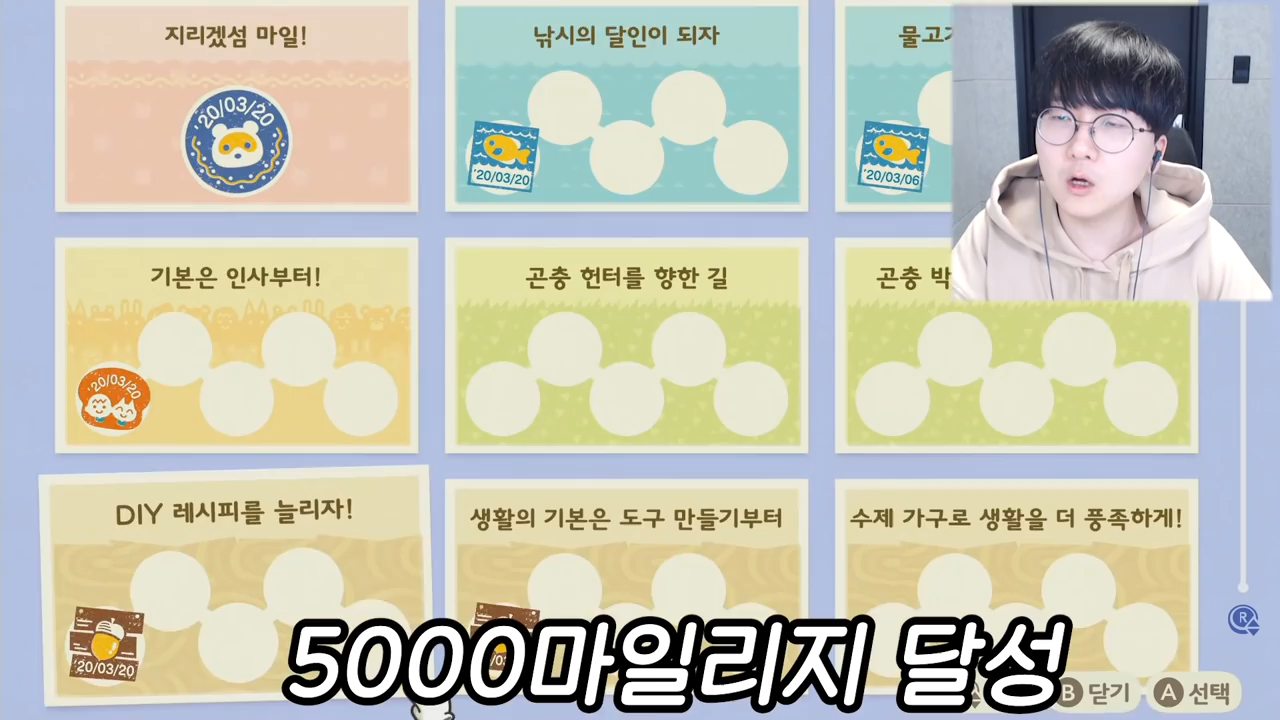 지리겠섬 마일!
'20/03/20
낚시의 달인이 되자
'20/03/20
'20/03/06
기본은 인사부터!
'20/03/20
곤충 헌터를 향한 길
곤충
DIY 레시피를 늘리자!
'20/03/20
생활의 기본은 도구 만들기부터
수제 가구로 생활을 더 풍족하게!
5000마일리지 달성
R
B 닫기
A 선택